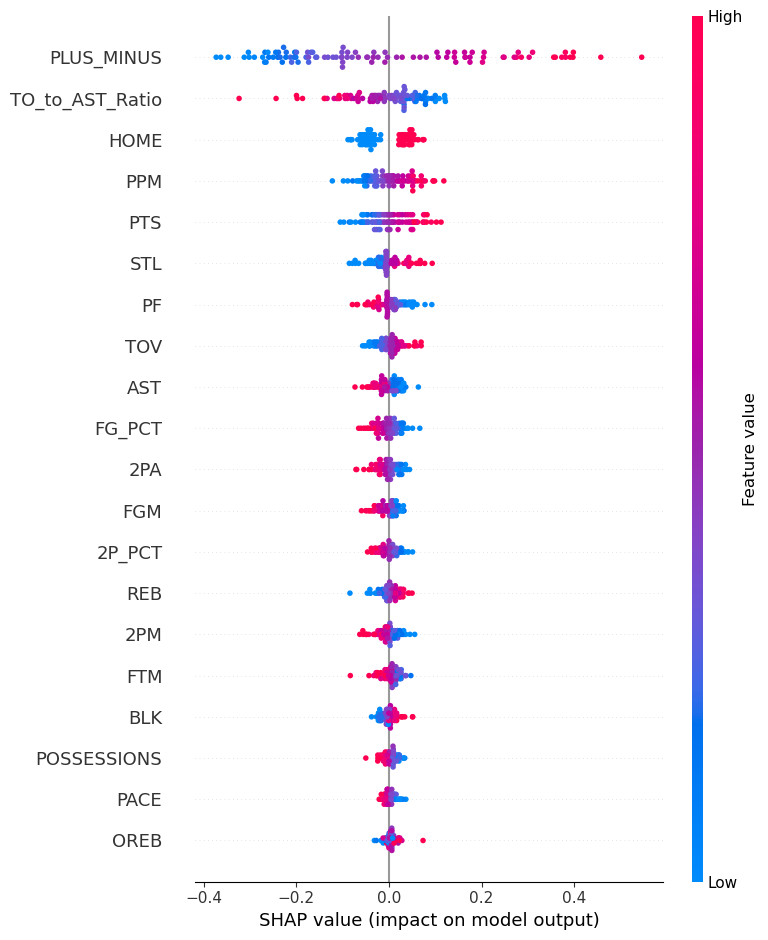 High
PLUS_MINUS
TO_to_AST_Ratio
HOME
PPM
PTS
STL
PF
TOV
AST
FG_PCT
2PA
FGM
2P_PCT
REB
2PM
FTM
BLK
POSSESSIONS
PACE
OREB
Feature value
Low
−0.4 −0.2 0.0 0.2 0.4
SHAP value (impact on model output)